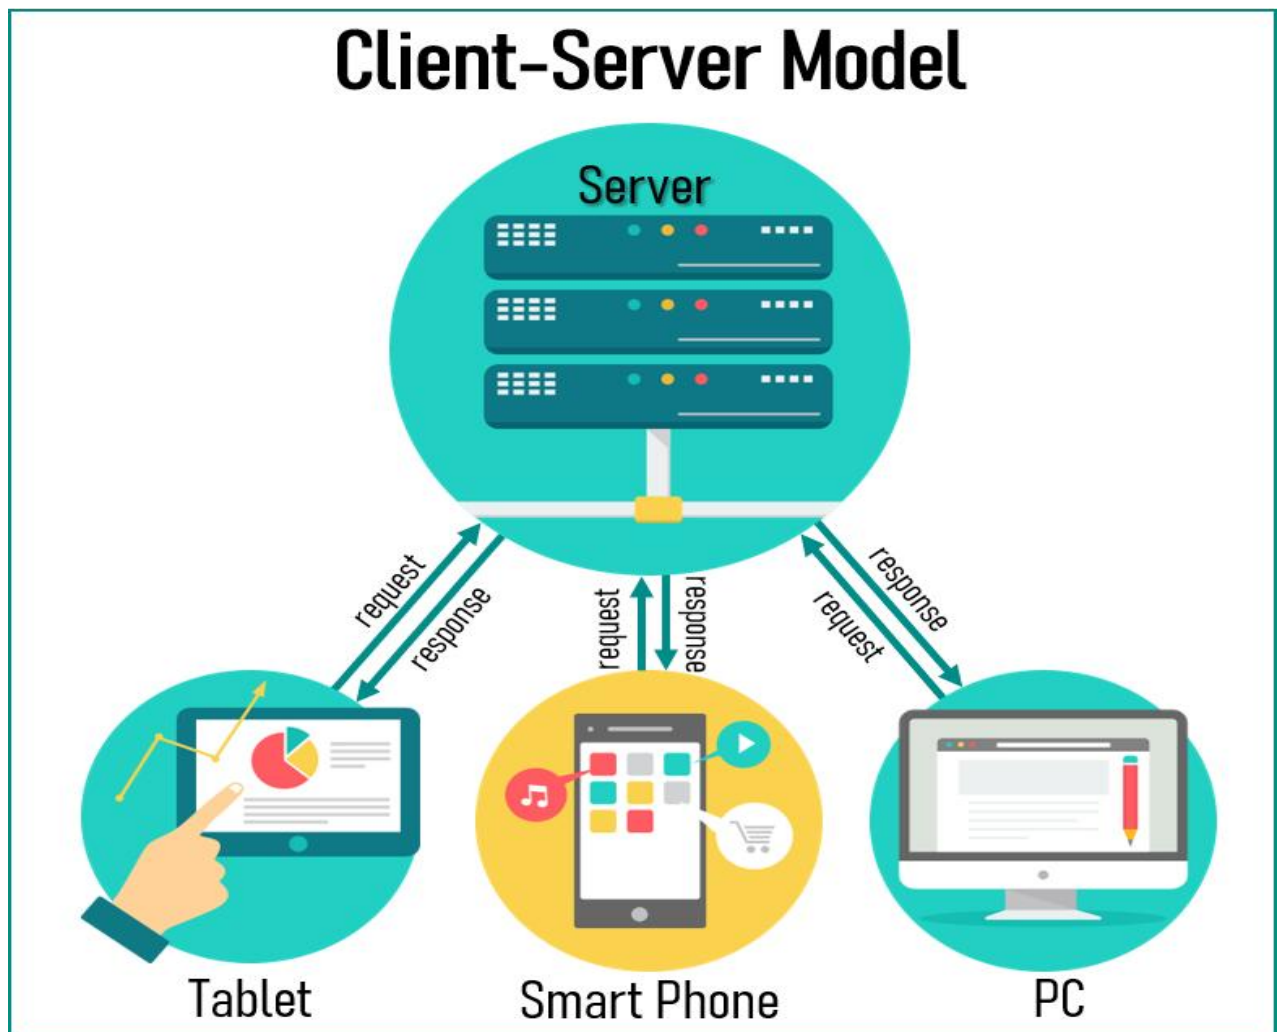 Client-Server Model
Server
request
response
request
response
response
request
Tablet
Smart Phone
PC